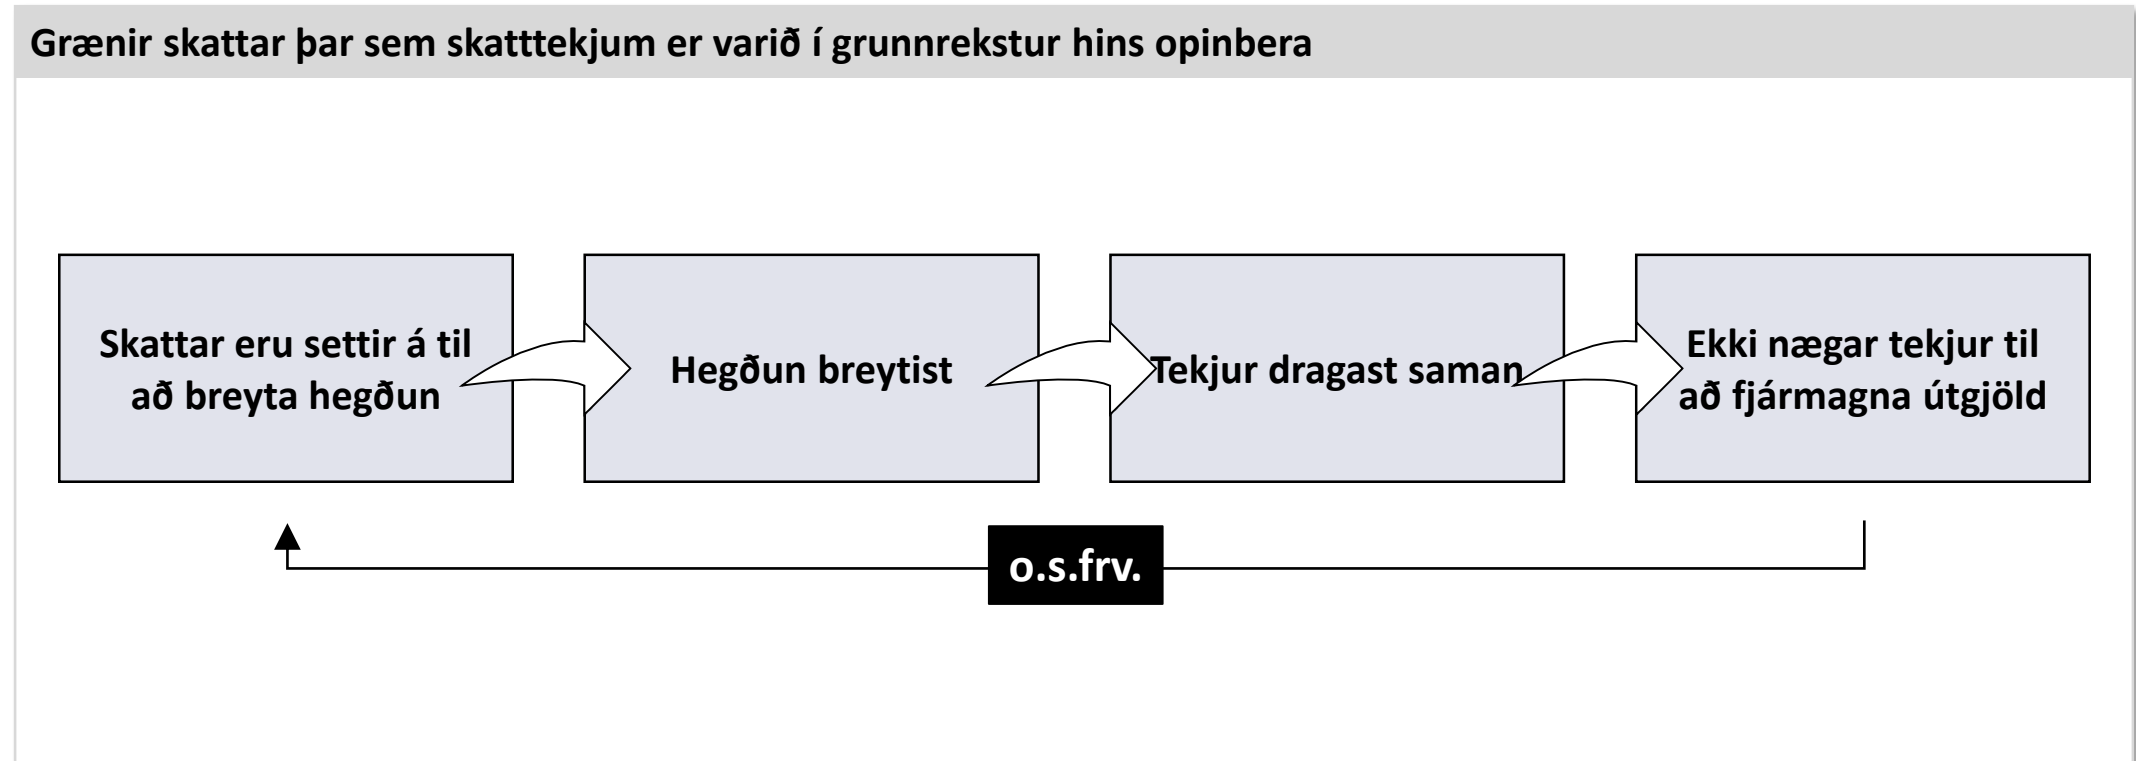 Grænir skattar þar sem skatttekjum er varið í grunnrekstur hins opinbera
Skattar eru settir á til
að breyta hegðun
Hegðun breytist
Tekjur dragast saman
Ekki nægar tekjur til
að fjármagna útgjöld
o.s.frv.